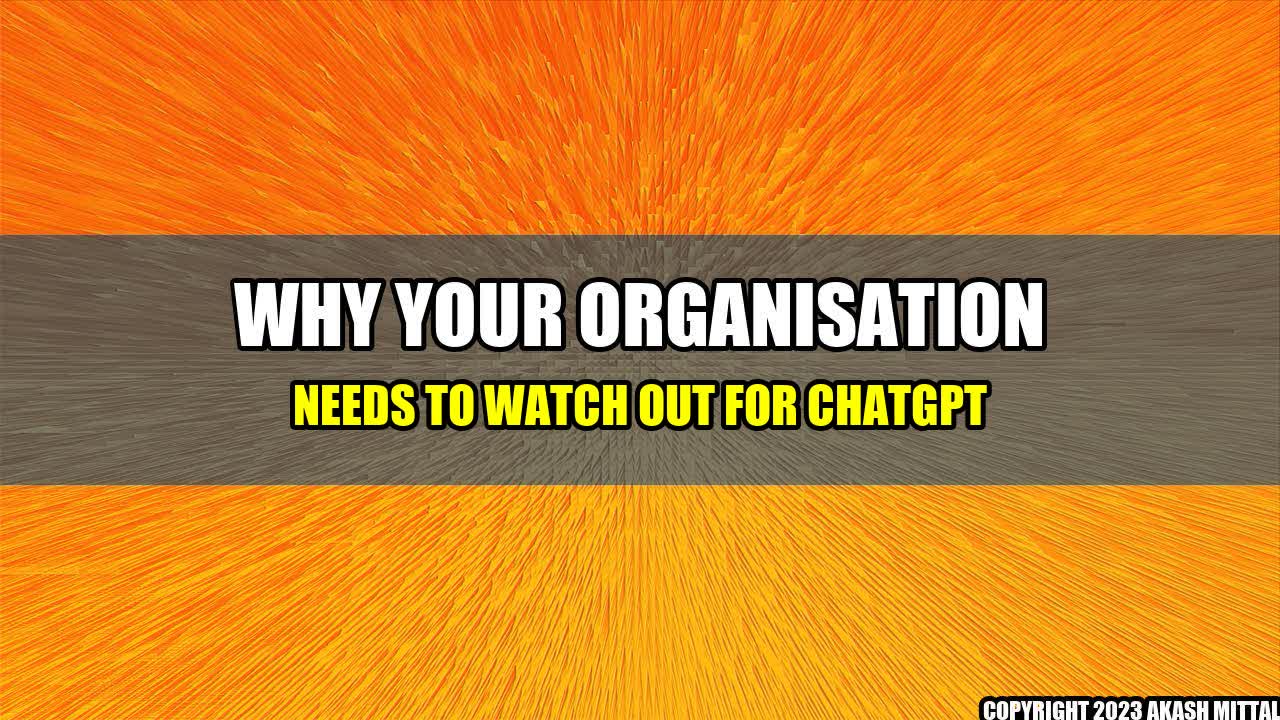 WHY YOUR ORGANISATION
NEEDS TO WATCH OUT FOR CHATGPT
COPYRIGHT 2023 AKASH MITTAL